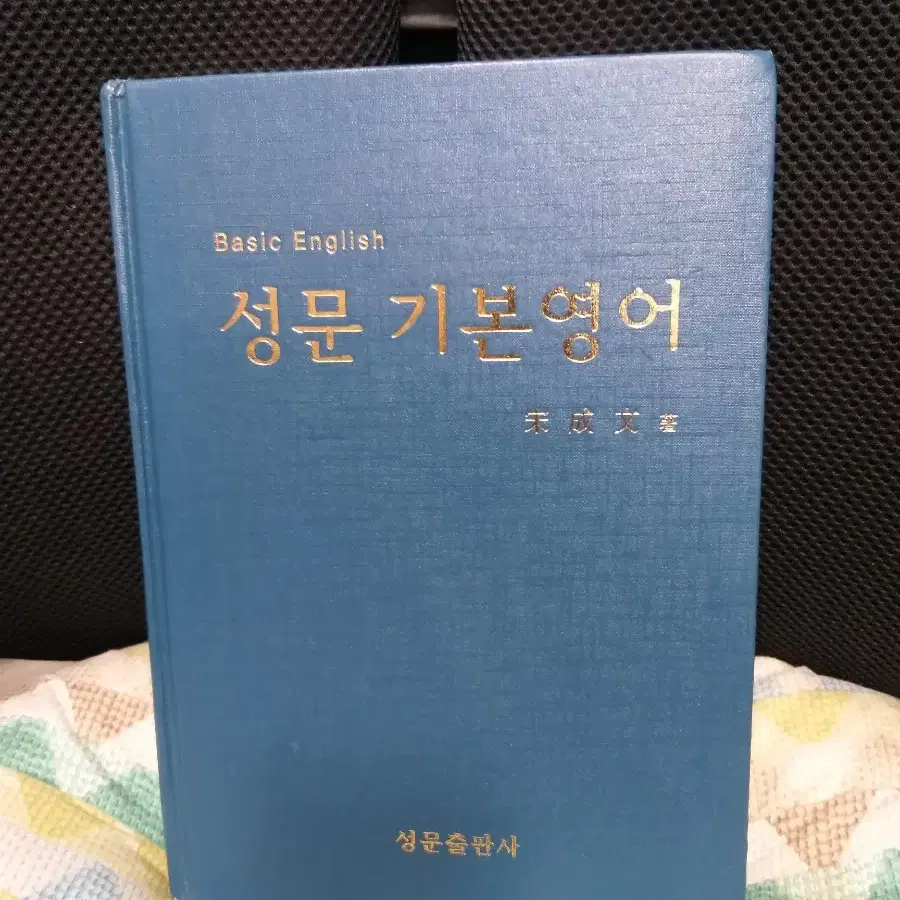 Basic English
성문 기본영어
宋成文 著
성문출판사